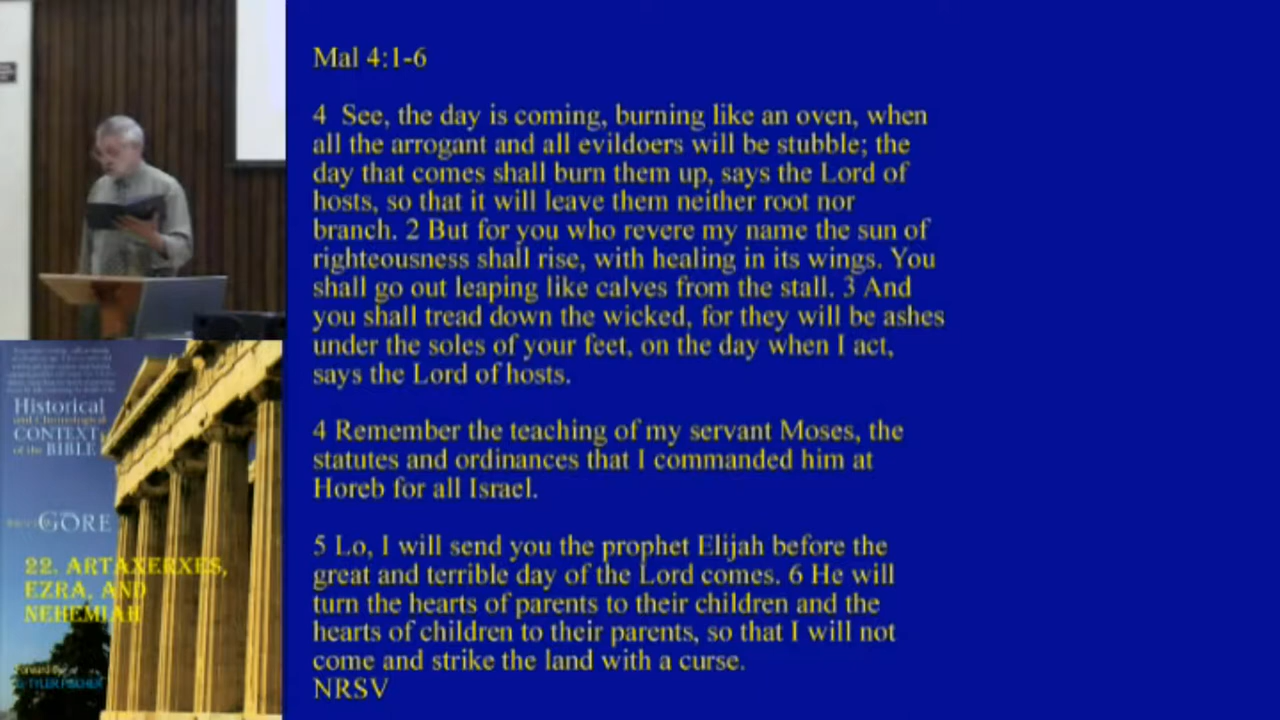 Mal 4:1-6
4 See, the day is coming, burning like an oven, when
all the arrogant and all evildoers will be stubble; the
day that comes shall burn them up, says the Lord of
hosts, so that it will leave them neither root nor
branch. 2 But for you who revere my name the sun of
righteousness shall rise, with healing in its wings. You
shall go out leaping like calves from the stall. 3 And
you shall tread down the wicked, for they will be ashes
under the soles of your feet, on the day when I act,
says the Lord of hosts.
4 Remember the teaching of my servant Moses, the
statutes and ordinances that I commanded him at
Horeb for all Israel.
5 Lo, I will send you the prophet Elijah before the
great and terrible day of the Lord comes. 6 He will
turn the hearts of parents to their children and the
hearts of children to their parents, so that I will not
come and strike the land with a curse.
NRSV
Historical
and Chronological
CONTEXT
of the BIBLE
GORE
22. ARTAXERXES,
EZRA, AND
NEHEMIAH